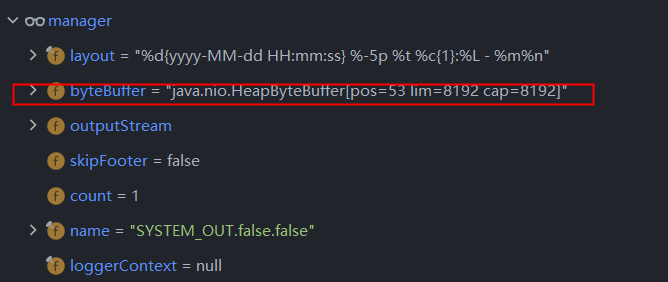 manager
f layout = "%d{yyyy-MM-dd HH:mm:ss} %-5p %t %c{1}:%L - %m%n"
f byteBuffer = "java.nio.HeapByteBuffer[pos=53 lim=8192 cap=8192]"
f outputStream
f skipFooter = false
f count = 1
f name = "SYSTEM_OUT.false.false"
f loggerContext = null